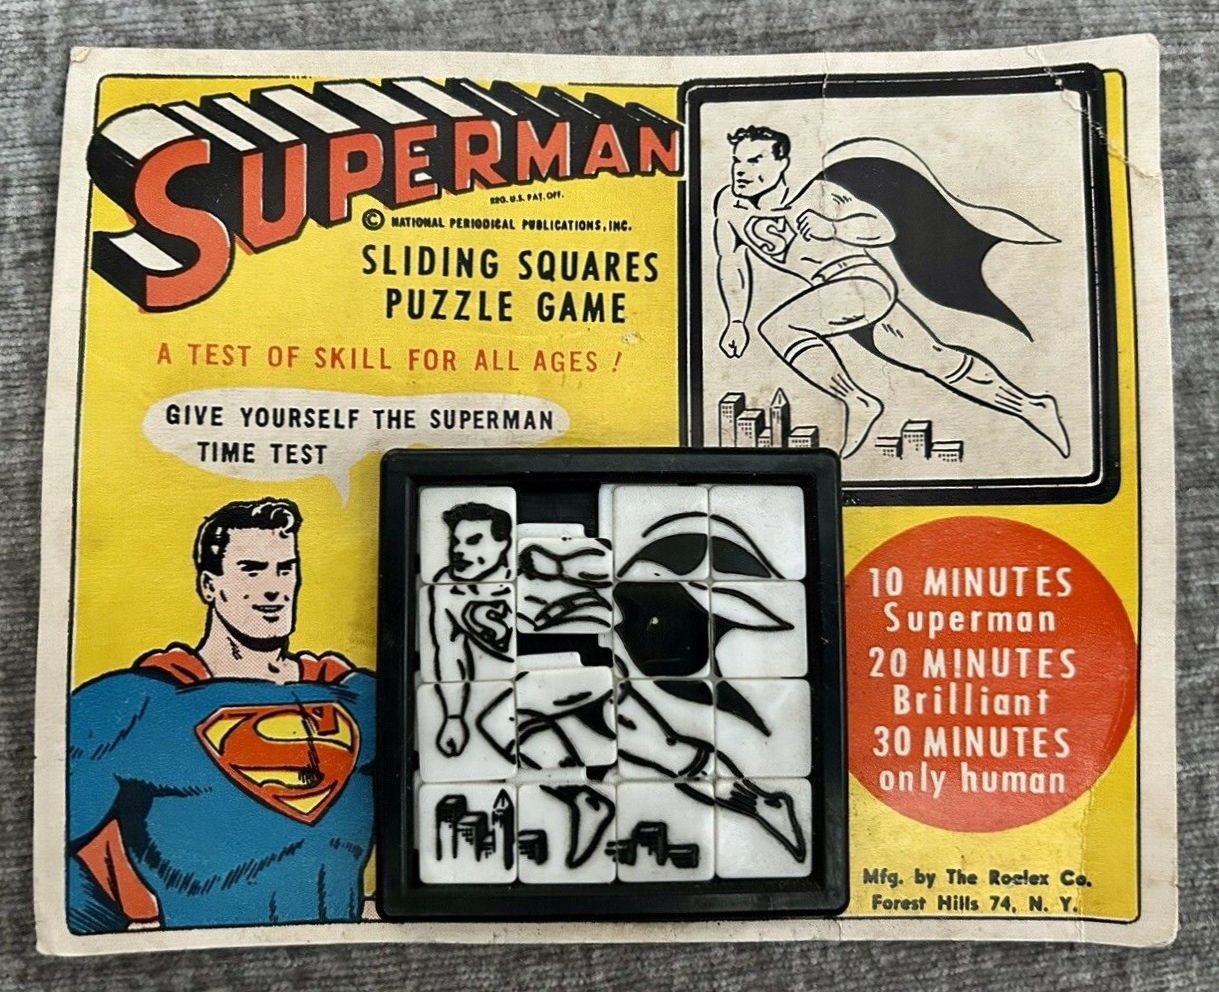 SUPERMAN
REG. U.S. PAT. OFF.
© NATIONAL PERIODICAL PUBLICATIONS, INC.
SLIDING SQUARES
PUZZLE GAME
A TEST OF SKILL FOR ALL AGES!
GIVE YOURSELF THE SUPERMAN
TIME TEST
S
S
S
10 MINUTES
Superman
20 MINUTES
Brilliant
30 MINUTES
only human
Mfg. by The Roalex Co.
Forest Hills 74, N. Y.